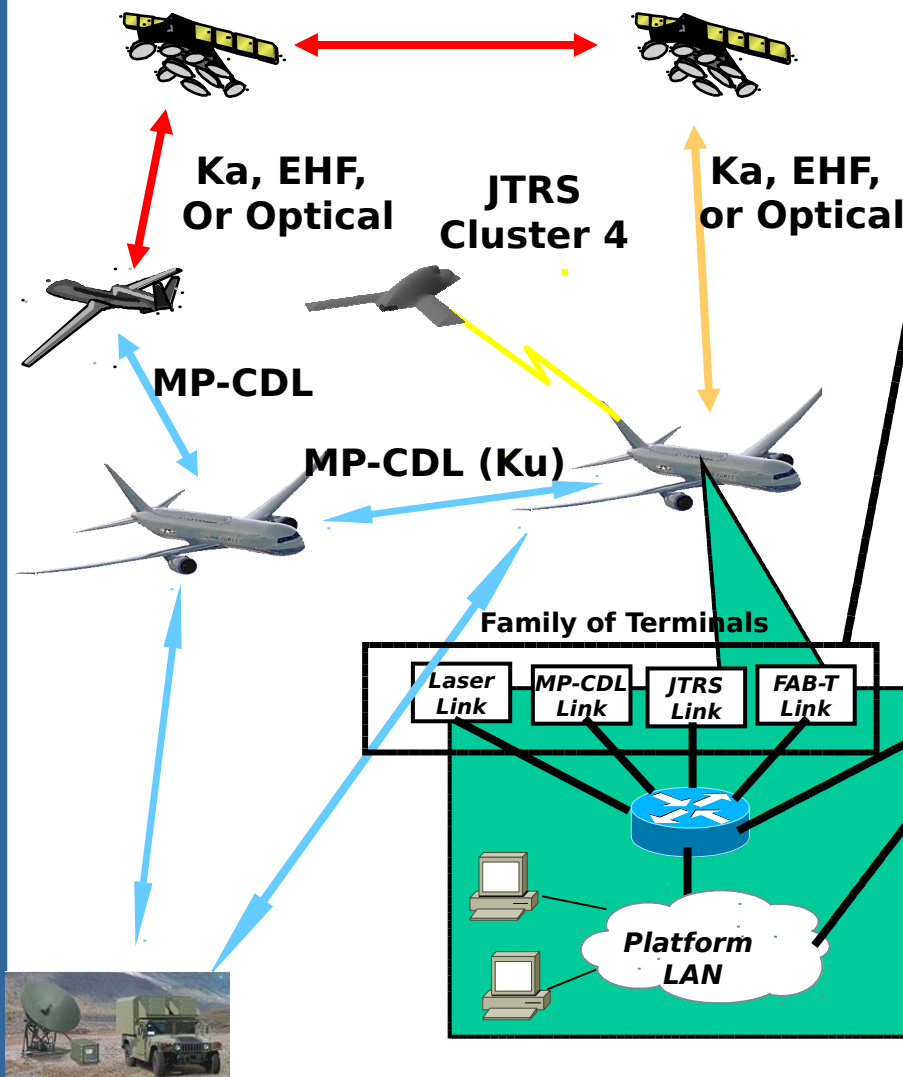 Ka, EHF,
Or Optical
JTRS
Cluster 4
Ka, EHF,
or Optical
MP-CDL
MP-CDL (Ku)
Family of Terminals
Laser
Link
MP-CDL
Link
JTRS
Link
FAB-T
Link
Platform
LAN